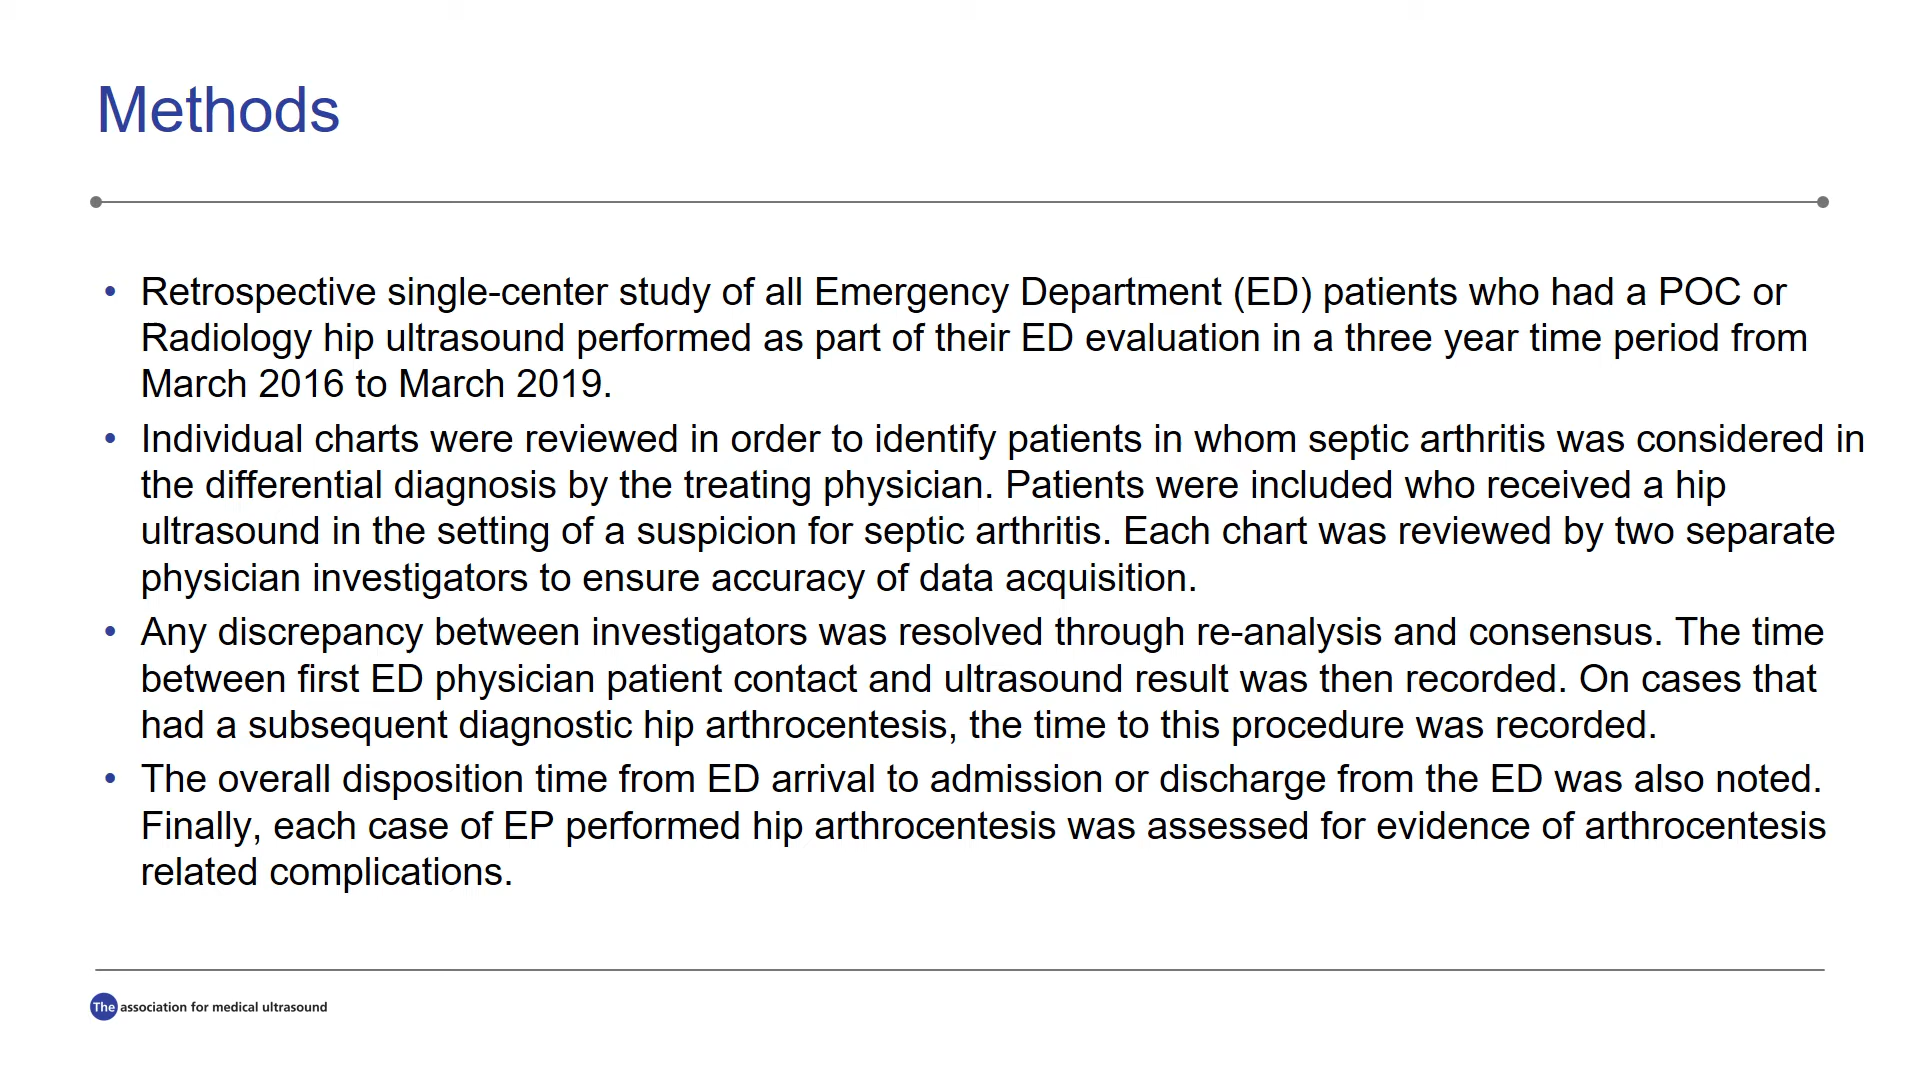 Methods
• Retrospective single-center study of all Emergency Department (ED) patients who had a POC or
Radiology hip ultrasound performed as part of their ED evaluation in a three year time period from
March 2016 to March 2019.
• Individual charts were reviewed in order to identify patients in whom septic arthritis was considered in
the differential diagnosis by the treating physician. Patients were included who received a hip
ultrasound in the setting of a suspicion for septic arthritis. Each chart was reviewed by two separate
physician investigators to ensure accuracy of data acquisition.
• Any discrepancy between investigators was resolved through re-analysis and consensus. The time
between first ED physician patient contact and ultrasound result was then recorded. On cases that
had a subsequent diagnostic hip arthrocentesis, the time to this procedure was recorded.
• The overall disposition time from ED arrival to admission or discharge from the ED was also noted.
Finally, each case of EP performed hip arthrocentesis was assessed for evidence of arthrocentesis
related complications.
The association for medical ultrasound